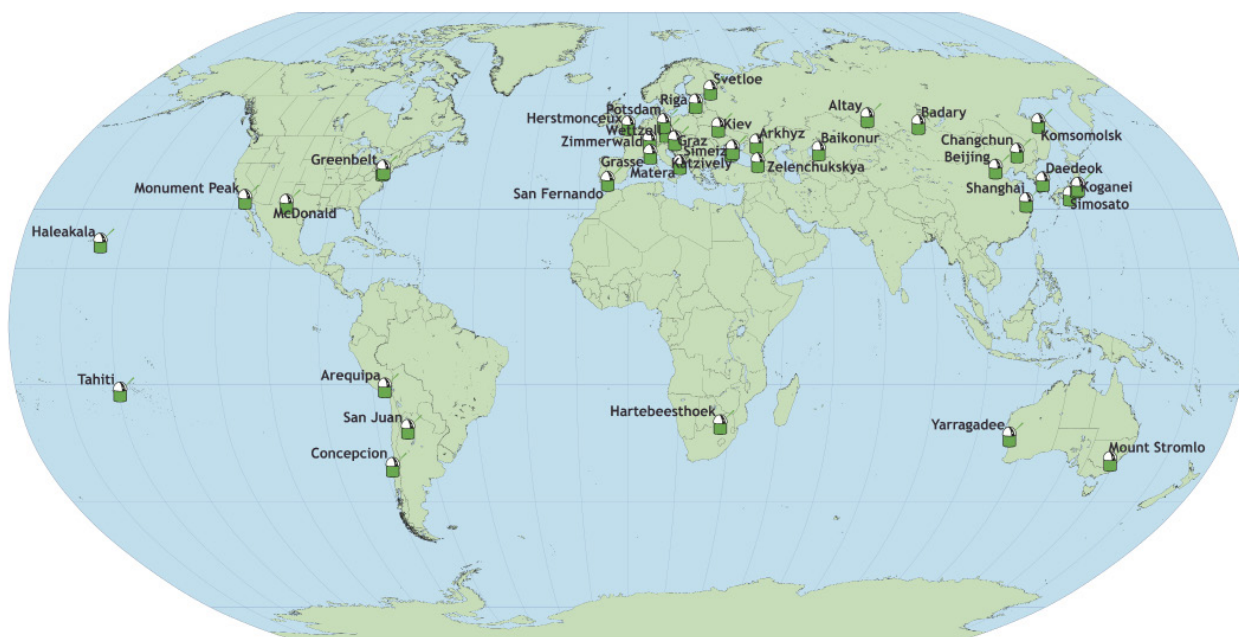 Svetloe
Riga
Altay
Badary
Potsdam
Herstmonceux
Kiev
Wettzell
Arkhyz
Komsomolsk
Zimmerwald
Graz
Baikonur
Changchun
Simeiz
Greenbelt
Beijing
Grasse
Katzively
Zelenchukskya
Daedeok
Matera
Monument Peak
San Fernando
Shanghai
Koganei
McDonald
Simosato
Haleakala
Tahiti
Arequipa
San Juan
Hartebeesthoek
Yarragadee
Concepcion
Mount Stromlo